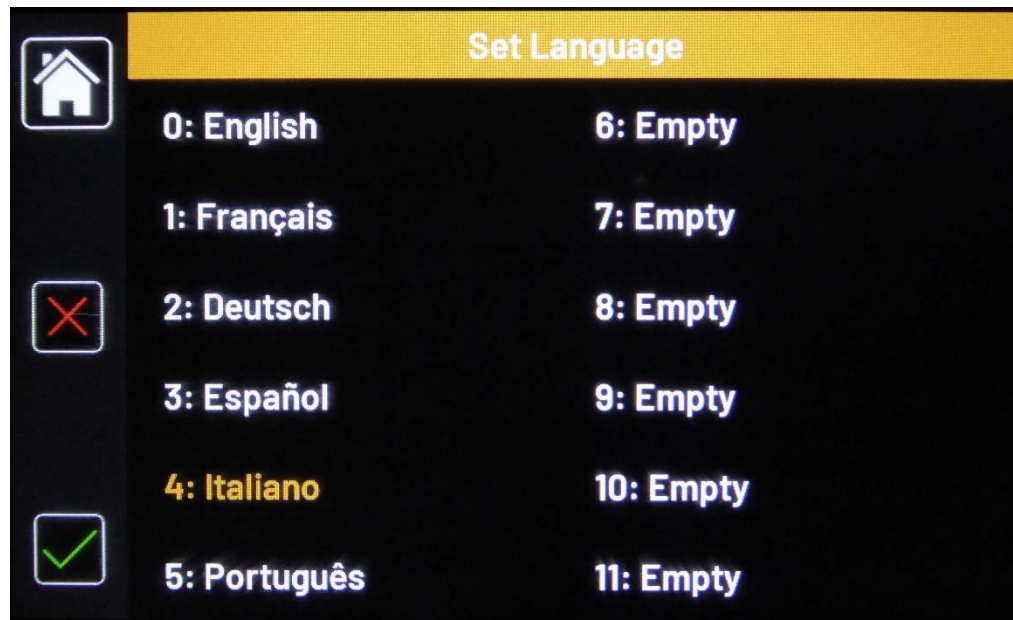 Set Language
0: English
1: Français
2: Deutsch
3: Español
4: Italiano
5: Português
6: Empty
7: Empty
8: Empty
9: Empty
10: Empty
11: Empty